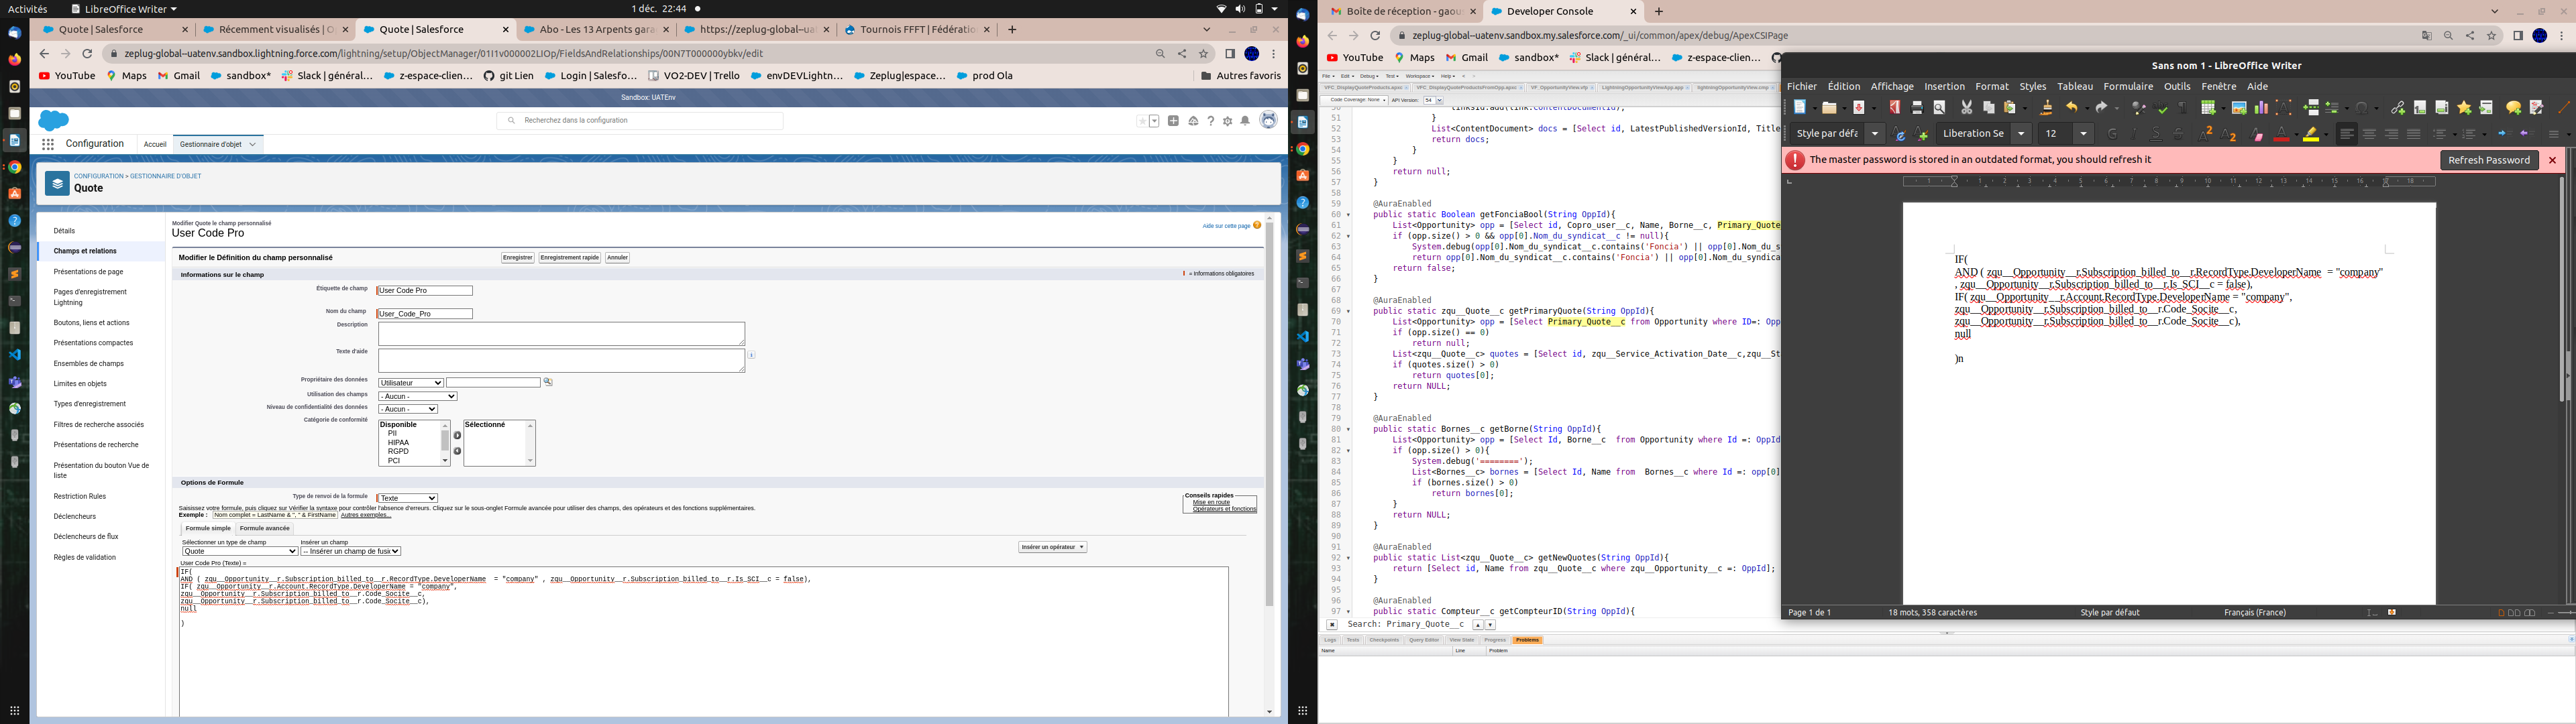 Activités
LibreOffice Writer
1 déc. 22:44
Quote | Salesforce
Récemment visualisés | O
Quote | Salesforce
Abo - Les 13 Arpents gara
https://zeplug-global--uat
Tournois FFFT | Fédératio
zeplug-global--uatenv.sandbox.lightning.force.com/lightning/setup/ObjectManager/01I1v000002LIOp/FieldsAndRelationships/00N7T000000ybkv/edit
YouTube
Maps
Gmail
sandbox*
Slack | général…
z-espace-clien…
git Lien
Login | Salesfo…
VO2-DEV | Trello
envDEVLightn…
Zeplug|espace…
prod Ola
Autres favoris
Sandbox: UATEnv
Recherchez dans la configuration
Configuration
Accueil
Gestionnaire d'objet
CONFIGURATION > GESTIONNAIRE D'OBJET
Quote
Détails
Champs et relations
Présentations de page
Pages d'enregistrement
Lightning
Boutons, liens et actions
Présentations compactes
Ensembles de champs
Limites en objets
Types d'enregistrement
Filtres de recherche associés
Présentations de recherche
Présentation du bouton Vue de
liste
Restriction Rules
Déclencheurs
Déclencheurs de flux
Règles de validation
Modifier Quote le champ personnalisé
User Code Pro
Aide sur cette page
Modifier le Définition du champ personnalisé
Enregistrer
Enregistrement rapide
Annuler
Informations sur le champ
= Informations obligatoires
Étiquette de champ
User Code Pro
Nom du champ
User_Code_Pro
Description
Texte d'aide
Propriétaire des données
Utilisateur
Utilisation des champs
- Aucun -
Niveau de confidentialité des données
- Aucun -
Catégorie de conformité
Disponible
PII
HIPAA
RGPD
PCI
Sélectionné
Options de Formule
Type de renvoi de la formule
Texte
Conseils rapides
Mise en route
Opérateurs et fonctions
Saisissez votre formule, puis cliquez sur Vérifier la syntaxe pour contrôler l'absence d'erreurs. Cliquez sur le sous-onglet Formule avancée pour utiliser des champs, des opérateurs et des fonctions supplémentaires.
Exemple :
Nom complet = LastName & ", " & FirstName
Autres exemples...
Formule simple
Formule avancée
Sélectionner un type de champ
Insérer un champ
Quote
-- Insérer un champ de fusio
Insérer un opérateur
User Code Pro (Texte) =
IF(
AND ( zqu__Opportunity__r.Subscription_billed_to__r.RecordType.DeveloperName  = "company" , zqu__Opportunity__r.Subscription_billed_to__r.Is_SCI__c = false),
IF( zqu__Opportunity__r.Account.RecordType.DeveloperName = "company",
zqu__Opportunity__r.Subscription_billed_to__r.Code_Socite__c,
zqu__Opportunity__r.Subscription_billed_to__r.Code_Socite__c),
null
)
Boîte de réception - gaou
Developer Console
zeplug-global--uatenv.sandbox.my.salesforce.com/_ui/common/apex/debug/ApexCSIPage
YouTube
Maps
Gmail
sandbox*
Slack | général…
z-espace-clien…
File
Edit
Debug
Test
Workspace
Help
<
>
VFC_DisplayQuoteProducts.apxc
VFC_DisplayQuoteProductsFromOpp.apxc
VF_OpportunityView.vfp
LightningOpportunityViewApp.app
lightningOpportunityView.cmp
Code Coverage: None
API Version:
54
50 linksId.add(link.ContentDocumentId);
51 }
52 List<ContentDocument> docs = [Select id, LatestPublishedVersionId, Title
53 return docs;
54 }
55 }
56 return null;
57 }
58
59 @AuraEnabled
60 public static Boolean getFonciaBool(String OppId){
61 List<Opportunity> opp = [Select id, Copro_user__c, Name, Borne__c, Primary_Quote
62 if (opp.size() > 0 && opp[0].Nom_du_syndicat__c != null){
63 System.debug(opp[0].Nom_du_syndicat__c.contains('Foncia') || opp[0].Nom_du_s
64 return opp[0].Nom_du_syndicat__c.contains('Foncia') || opp[0].Nom_du_syndica
65 return false;
66 }
67
68 @AuraEnabled
69 public static zqu__Quote__c getPrimaryQuote(String OppId){
70 List<Opportunity> opp = [Select Primary_Quote__c from Opportunity where ID=: Opp
71 if (opp.size() == 0)
72 return null;
73 List<zqu__Quote__c> quotes = [Select id, zqu__Service_Activation_Date__c,zqu__St
74 if (quotes.size() > 0)
75 return quotes[0];
76 return NULL;
77 }
78
79 @AuraEnabled
80 public static Bornes__c getBorne(String OppId){
81 List<Opportunity> opp = [Select Id, Borne__c  from Opportunity where Id =: OppId
82 if (opp.size() > 0){
83 System.debug('========');
84 List<Bornes__c> bornes = [Select Id, Name from  Bornes__c where Id =: opp[0]
85 if (bornes.size() > 0)
86 return bornes[0];
87 }
88 return NULL;
89 }
90
91 @AuraEnabled
92 public static List<zqu__Quote__c> getNewQuotes(String OppId){
93 return [Select id, Name from zqu__Quote__c where zqu__Opportunity__c =: OppId];
94 }
95
96 @AuraEnabled
97 public static Compteur__c getCompteurID(String OppId){
Search: Primary_Quote__c
Logs
Tests
Checkpoints
Query Editor
View State
Progress
Problems
Name
Line
Problem
Sans nom 1 - LibreOffice Writer
Fichier
Édition
Affichage
Insertion
Format
Styles
Tableau
Formulaire
Outils
Fenêtre
Aide
Style par défa
Liberation Se
12
The master password is stored in an outdated format, you should refresh it
Refresh Password
IF(
AND ( zqu__Opportunity__r.Subscription_billed_to__r.RecordType.DeveloperName  = "company"
, zqu__Opportunity__r.Subscription_billed_to__r.Is_SCI__c = false),
IF( zqu__Opportunity__r.Account.RecordType.DeveloperName = "company",
zqu__Opportunity__r.Subscription_billed_to__r.Code_Socite__c,
zqu__Opportunity__r.Subscription_billed_to__r.Code_Socite__c),
null
)n
Page 1 de 1
18 mots, 358 caractères
Style par défaut
Français (France)